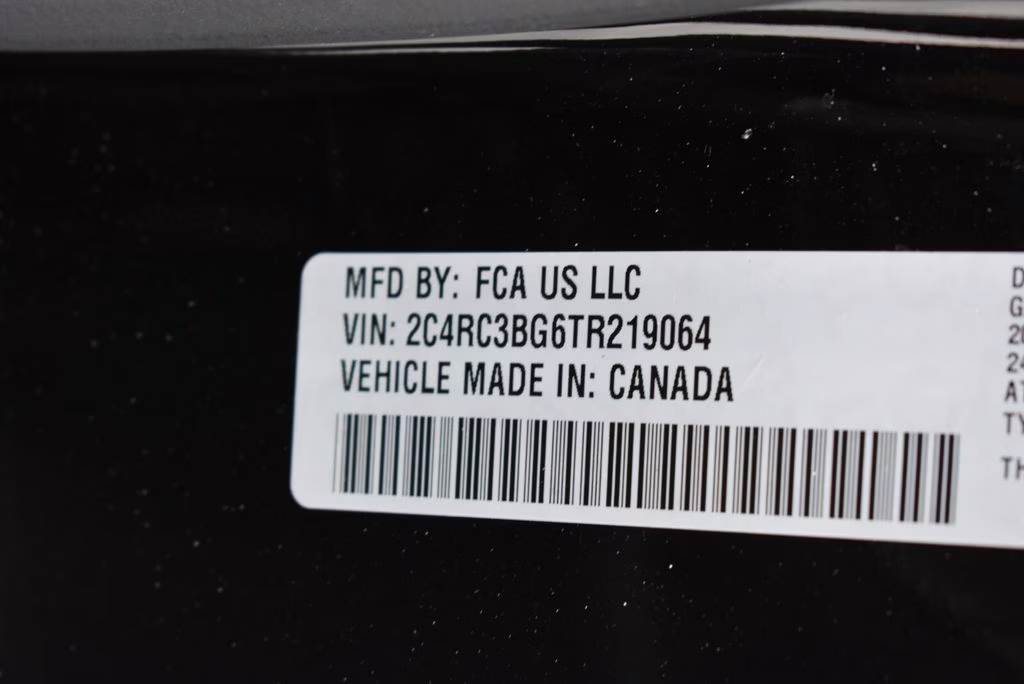 MFD BY: FCA US LLC
VIN: 2C4RC3BG6TR219064
VEHICLE MADE IN: CANADA